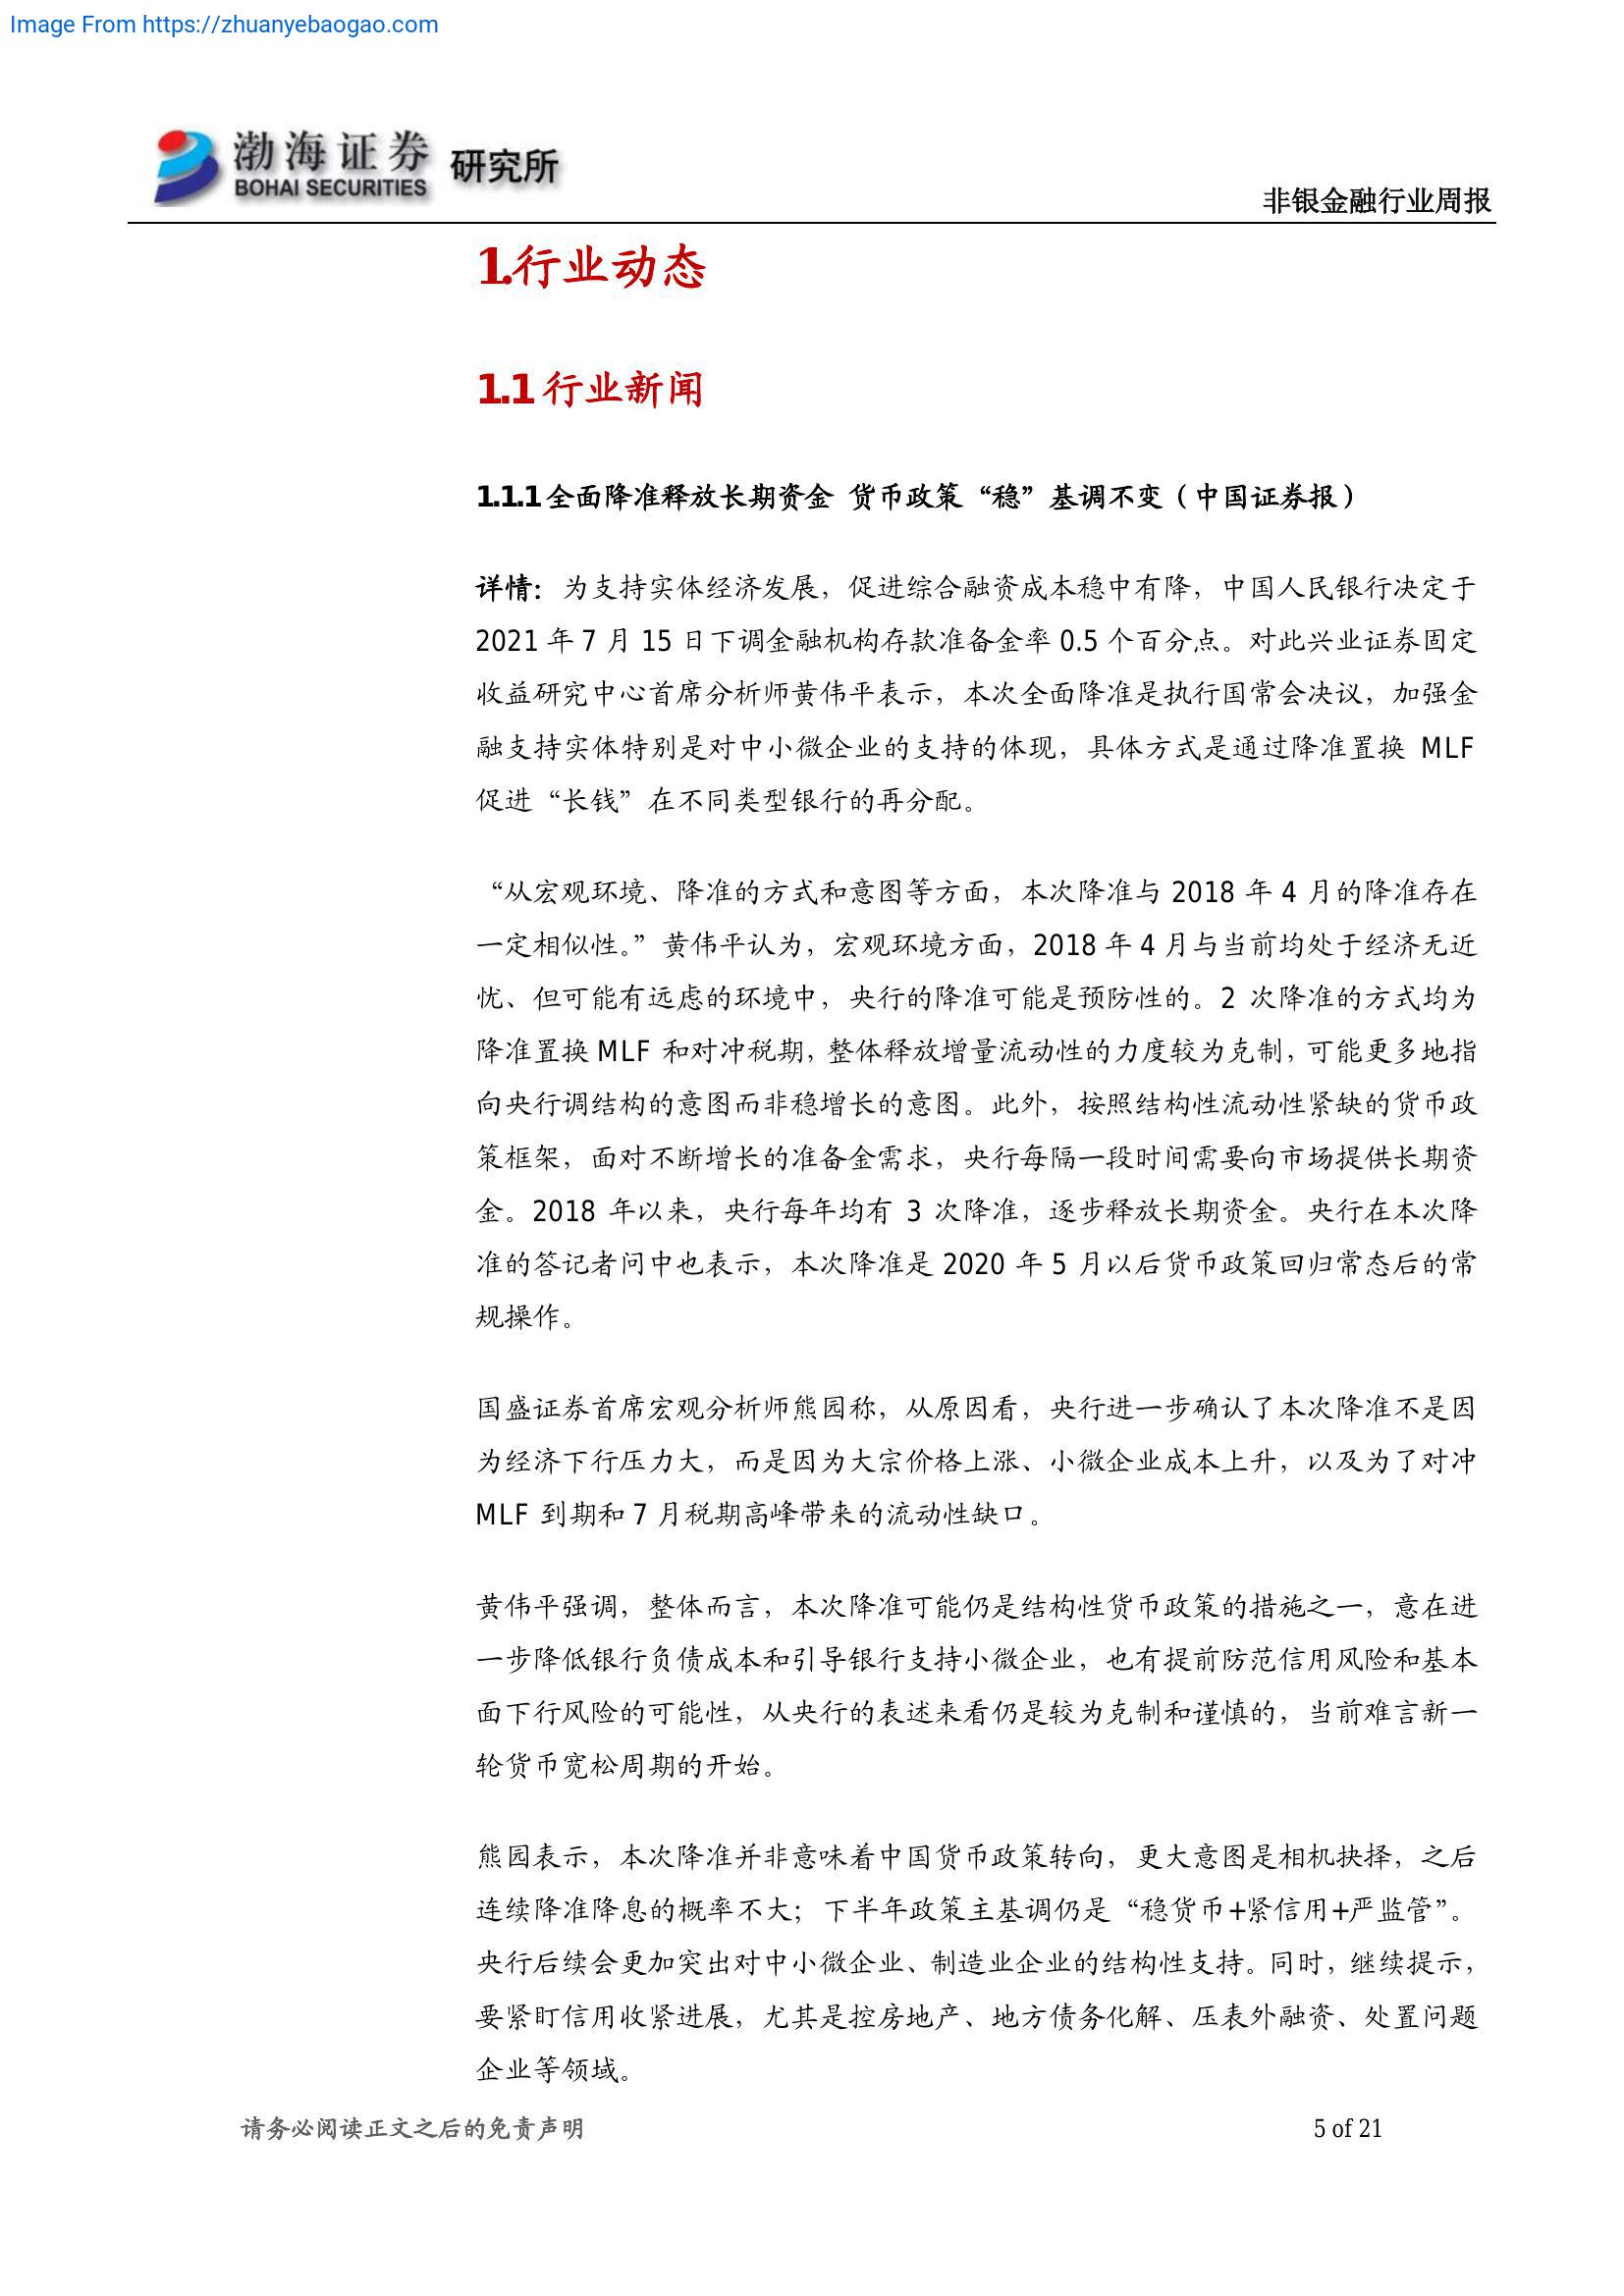 Image From https://zhuanyebaogao.com
渤海证券 研究所
BOHAI SECURITIES
非银金融行业周报
1.行业动态
1.1 行业新闻
1.1.1 全面降准释放长期资金 货币政策“稳”基调不变（中国证券报）
详情：为支持实体经济发展，促进综合融资成本稳中有降，中国人民银行决定于
2021 年 7 月 15 日下调金融机构存款准备金率 0.5 个百分点。对此兴业证券固定
收益研究中心首席分析师黄伟平表示，本次全面降准是执行国常会决议，加强金
融支持实体特别是对中小微企业的支持的体现，具体方式是通过降准置换 MLF
促进“长钱”在不同类型银行的再分配。
“从宏观环境、降准的方式和意图等方面，本次降准与 2018 年 4 月的降准存在
一定相似性。”黄伟平认为，宏观环境方面，2018 年 4 月与当前均处于经济无近
忧、但可能有远虑的环境中，央行的降准可能是预防性的。2 次降准的方式均为
降准置换 MLF 和对冲税期，整体释放增量流动性的力度较为克制，可能更多地指
向央行调结构的意图而非稳增长的意图。此外，按照结构性流动性紧缺的货币政
策框架，面对不断增长的准备金需求，央行每隔一段时间需要向市场提供长期资
金。2018 年以来，央行每年均有 3 次降准，逐步释放长期资金。央行在本次降
准的答记者问中也表示，本次降准是 2020 年 5 月以后货币政策回归常态后的常
规操作。
国盛证券首席宏观分析师熊园称，从原因看，央行进一步确认了本次降准不是因
为经济下行压力大，而是因为大宗价格上涨、小微企业成本上升，以及为了对冲
MLF 到期和 7 月税期高峰带来的流动性缺口。
黄伟平强调，整体而言，本次降准可能仍是结构性货币政策的措施之一，意在进
一步降低银行负债成本和引导银行支持小微企业，也有提前防范信用风险和基本
面下行风险的可能性，从央行的表述来看仍是较为克制和谨慎的，当前难言新一
轮货币宽松周期的开始。
熊园表示，本次降准并非意味着中国货币政策转向，更大意图是相机抉择，之后
连续降准降息的概率不大；下半年政策主基调仍是“稳货币+紧信用+严监管”。
央行后续会更加突出对中小微企业、制造业企业的结构性支持。同时，继续提示，
要紧盯信用收紧进展，尤其是控房地产、地方债务化解、压表外融资、处置问题
企业等领域。
请务必阅读正文之后的免责声明
5 of 21